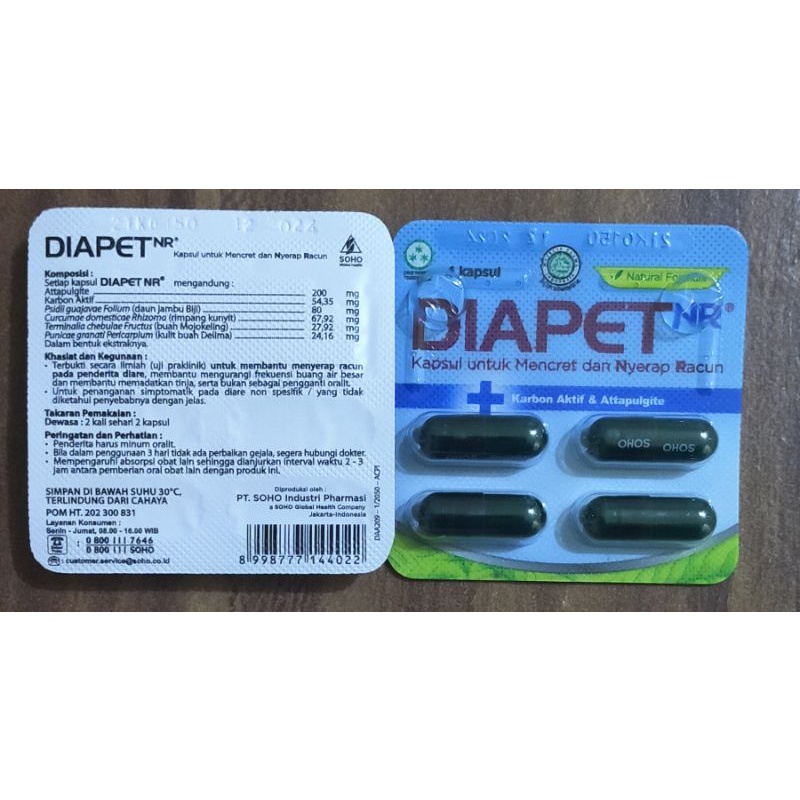 21K0150 12 2024
DIAPET NR®
Kapsul untuk Mencret dan Nyerap Racun
SOHO
Komposisi :
Setiap kapsul DIAPET NR® mengandung :
Attapulgite 200 mg
Karbon Aktif 54,35 mg
Psidii guajavae Folium (daun Jambu Biji) 80 mg
Curcumae domesticae Rhizoma (rimpang kunyit) 67,92 mg
Terminalia chebulae Fructus (buah Mojokeling) 27,92 mg
Punicae granati Pericarpium (kulit buah Delima) 24,16 mg
Dalam bentuk ekstraknya.
Khasiat dan Kegunaan :
- Terbukti secara ilmiah (uji praklinik) untuk membantu menyerap racun
pada penderita diare, membantu mengurangi frekuensi buang air besar
dan membantu memadatkan tinja, serta bukan sebagai pengganti oralit.
- Untuk penanganan simptomatik pada diare non spesifik / yang tidak
diketahui penyebabnya dengan jelas.
Takaran Pemakaian :
Dewasa : 2 kali sehari 2 kapsul
Peringatan dan Perhatian :
- Penderita harus minum oralit.
- Bila dalam penggunaan 3 hari tidak ada perbaikan gejala, segera hubungi dokter.
- Mempengaruhi absorpsi obat lain sehingga dianjurkan interval waktu 2 - 3
jam antara pemberian oral obat lain dengan produk ini.
SIMPAN DI BAWAH SUHU 30°C,
TERLINDUNG DARI CAHAYA
POM HT. 202 300 831
Layanan Konsumen :
Senin - Jumat, 08.00 - 16.00 WIB
: 0 800 111 7646
0 800 111 SOHO
: customer.service@soho.co.id
Diproduksi oleh :
PT. SOHO Industri Pharmasi
a SOHO Global Health Company
Jakarta-Indonesia
8 998777 144022
21K0150 12 2024
4 kapsul
Natural Formula
DIAPET NR®
Kapsul untuk Mencret dan Nyerap Racun
Karbon Aktif & Attapulgite
SOHO SOHO